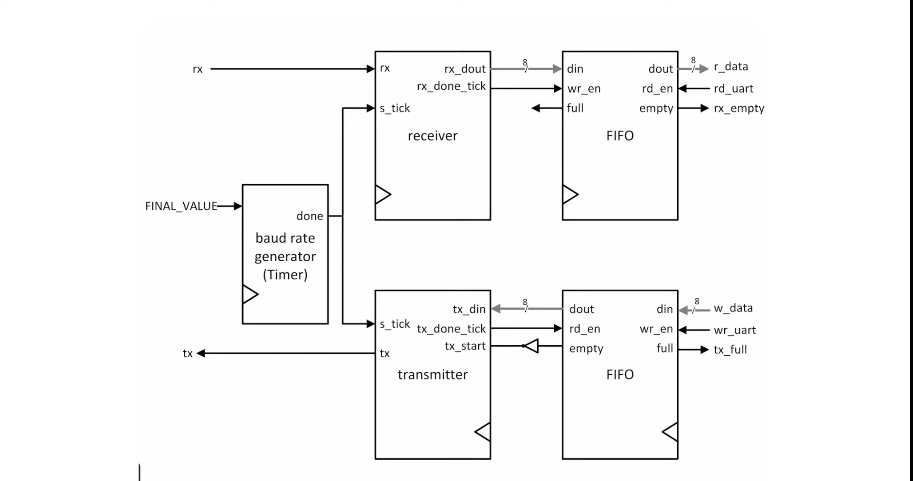 rx
rx
rx_dout
8
din
dout
8
r_data
rx_done_tick
wr_en
rd_en
rd_uart
s_tick
full
empty
rx_empty
receiver
FIFO
FINAL_VALUE
done
baud rate
generator
(Timer)
tx_din
8
dout
din
8
w_data
s_tick
tx_done_tick
rd_en
wr_en
wr_uart
tx
tx
tx_start
empty
full
tx_full
transmitter
FIFO